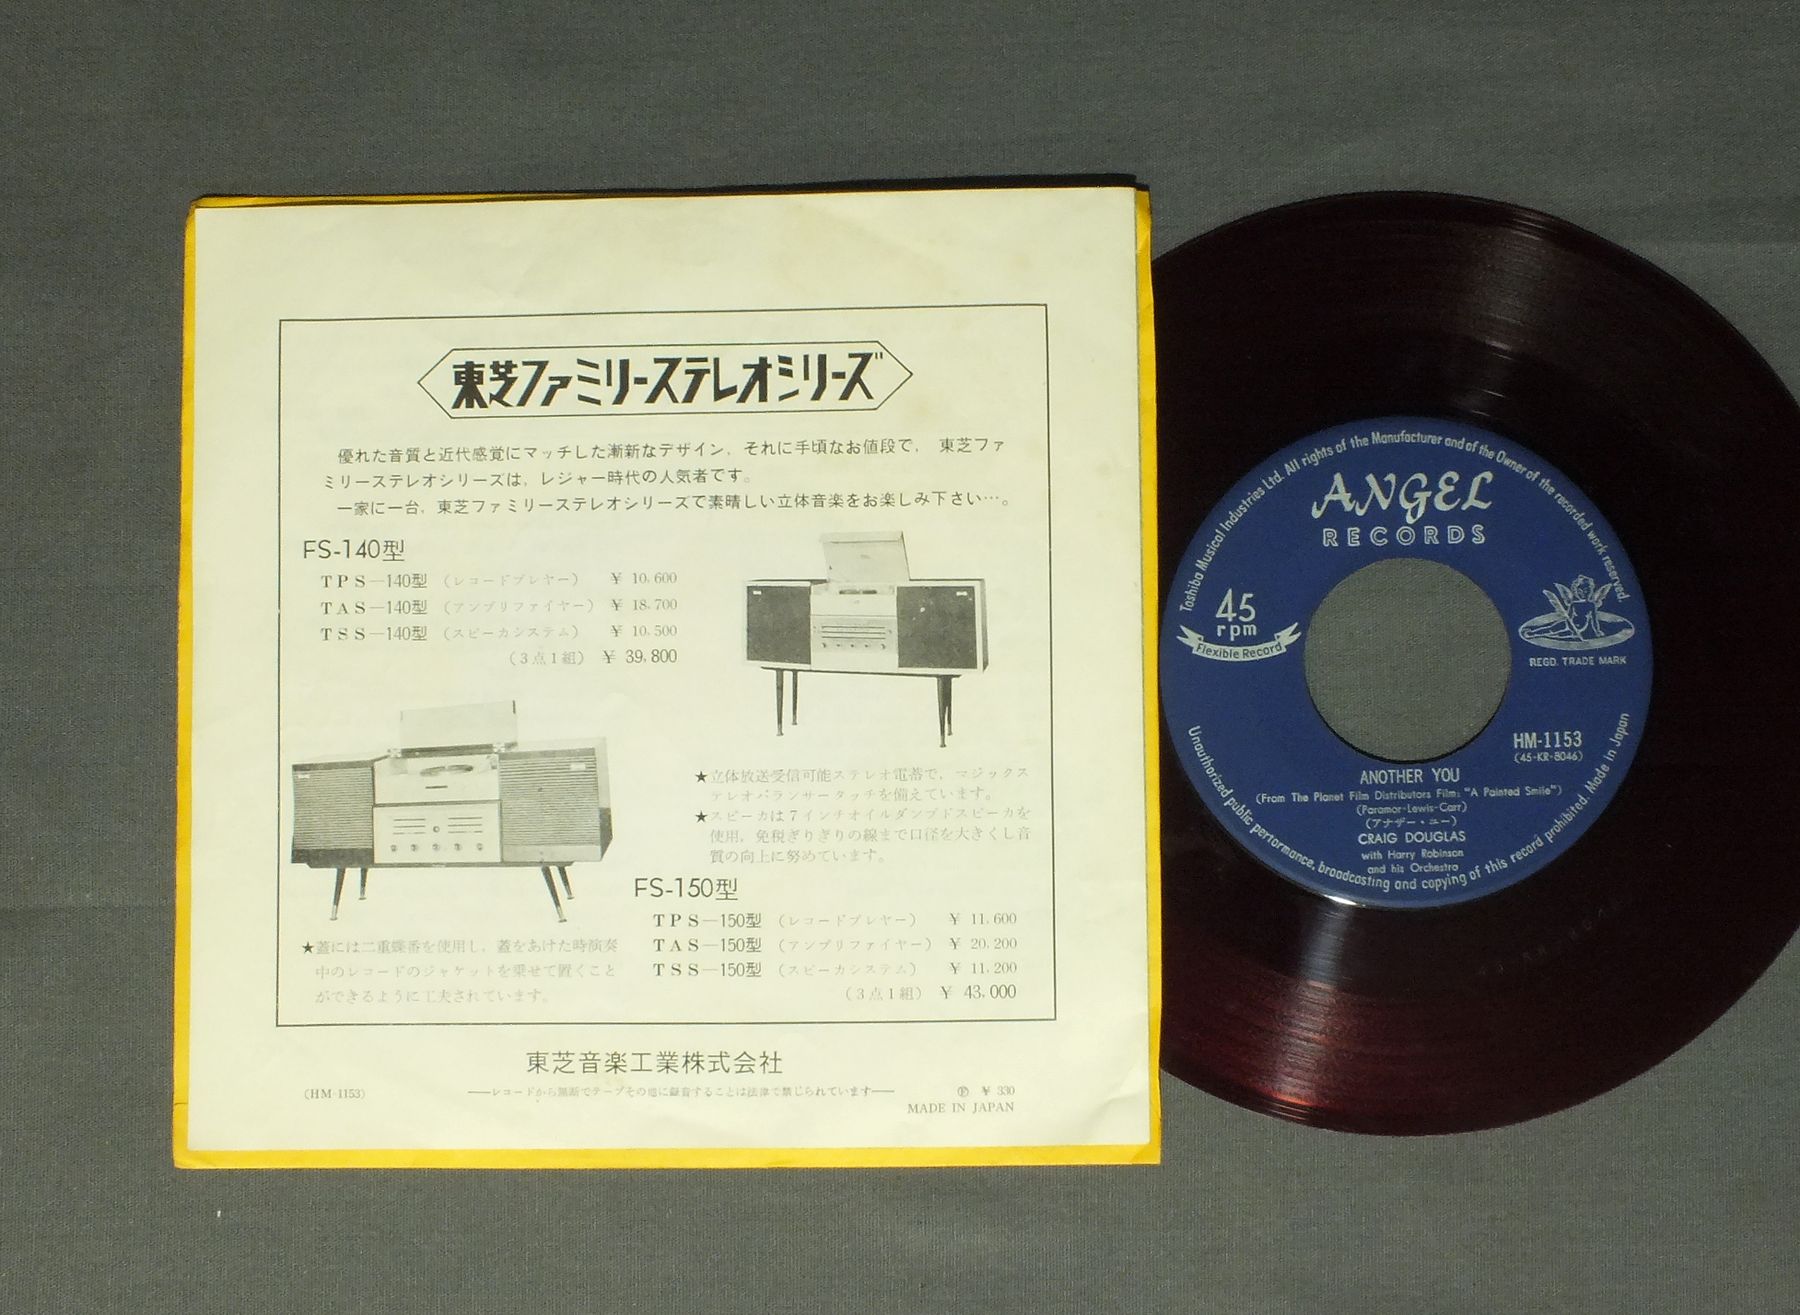 東芝ファミリーステレオシリーズ
優れた音質と近代感覚にマッチした漸新なデザイン，それに手頃なお値段で，東芝ファ
ミリーステレオシリーズは，レジャー時代の人気者です。
一家に一台，東芝ファミリーステレオシリーズで素晴しい立体音楽をお楽しみ下さい…。
FS-140型
TPS—140型（レコードプレヤー） ¥ 10,600
TAS—140型（アンプリファイヤー） ¥ 18,700
TSS—140型（スピーカシステム） ¥ 10,500
（3点1組） ¥ 39,800
★立体放送受信可能ステレオ電蓄で，マジックス
テレオバランサータッチを備えています。
★スピーカは7インチオイルダンプドスピーカを
使用，免税ぎりぎりの線まで口径を大きくし音
質の向上に努めています。
FS-150型
TPS—150型（レコードプレヤー） ¥ 11,600
TAS—150型（アンプリファイヤー） ¥ 20,200
TSS—150型（スピーカシステム） ¥ 11,200
（3点1組） ¥ 43,000
★蓋には二重蝶番を使用し，蓋をあけた時演奏
中のレコードのジャケットを乗せて置くこと
ができるように工夫されています。
東芝音楽工業株式会社
(HM-1153)
——レコードから無断でテープその他に録音することは法律で禁じられています——
Ⓟ ¥ 330
MADE IN JAPAN
Toshiba Musical Industries Ltd. All rights of the Manufacturer and of the Owner of the recorded work reserved.
ANGEL
RECORDS
45
rpm
Flexible Record
REGD. TRADE MARK
HM-1153
(45-KR-8046)
ANOTHER YOU
(From The Planet Film Distributors Film: "A Painted Smile")
(Paramor-Lewis-Carr)
(アナザー・ユー)
CRAIG DOUGLAS
with Harry Robinson
and his Orchestra
Unauthorized public performance, broadcasting and copying of this record prohibited. Made in Japan